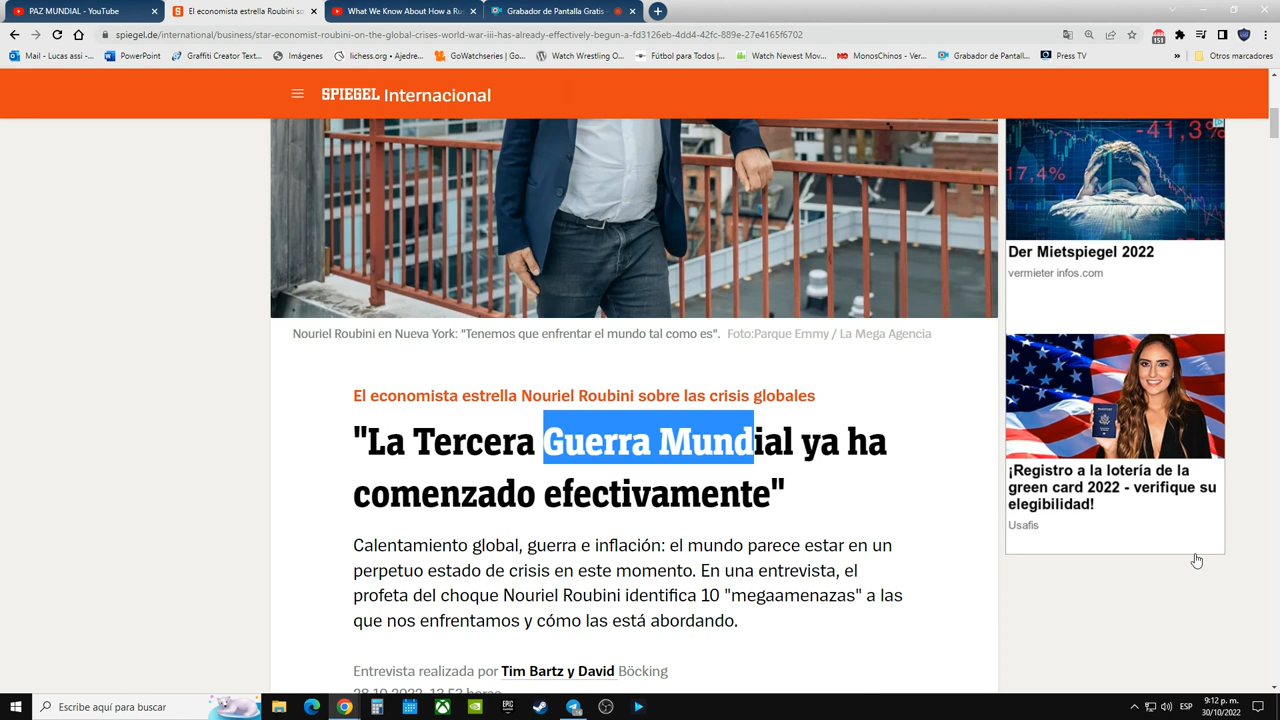 PAZ MUNDIAL - YouTube
El economista estrella Roubini so
What We Know About How a Ru
Grabador de Pantalla Gratis -
spiegel.de/international/business/star-economist-roubini-on-the-global-crises-world-war-iii-has-already-effectively-begun-a-fd3126eb-4dd4-42fc-889e-27e4165f6702
151
Mail - Lucas assi -...
PowerPoint
Graffiti Creator Text...
Imágenes
lichess.org • Ajedre...
GoWatchseries | Go...
Watch Wrestling O...
Fútbol para Todos |...
Watch Newest Mov...
MonosChinos - Ver...
Grabador de Pantall...
Press TV
»
Otros marcadores
SPIEGEL Internacional
-41,3%
17,4%
Der Mietspiegel 2022
vermieter infos.com
Nouriel Roubini en Nueva York: "Tenemos que enfrentar el mundo tal como es". Foto:Parque Emmy / La Mega Agencia
El economista estrella Nouriel Roubini sobre las crisis globales
"La Tercera Guerra Mundial ya ha
comenzado efectivamente"
¡Registro a la lotería de la
green card 2022 - verifique su
elegibilidad!
Usafis
Calentamiento global, guerra e inflación: el mundo parece estar en un
perpetuo estado de crisis en este momento. En una entrevista, el
profeta del choque Nouriel Roubini identifica 10 "megaamenazas" a las
que nos enfrentamos y cómo las está abordando.
Entrevista realizada por Tim Bartz y David Böcking
28.10.2022, 13.53 horas
Escribe aquí para buscar
EPIC
ESP
9:12 p. m.
30/10/2022